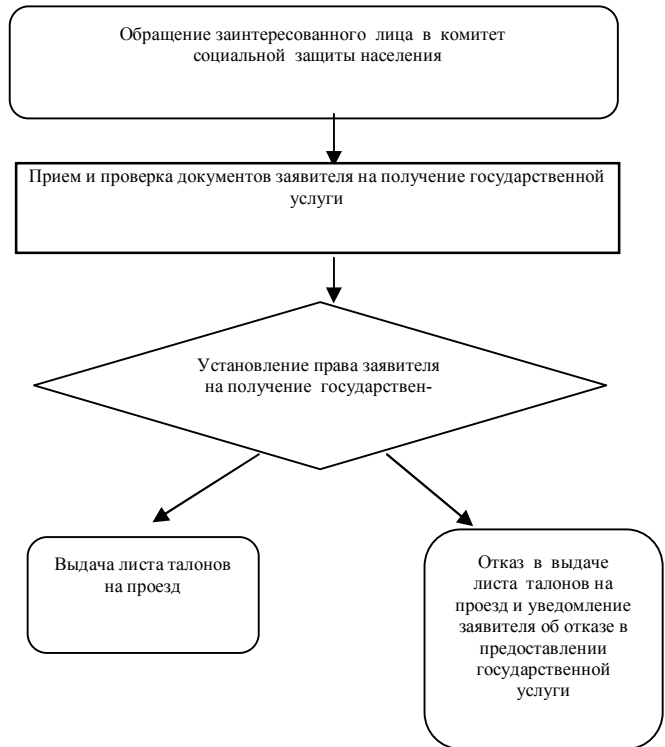 Обращение заинтересованного лица в комитет
социальной защиты населения
Прием и проверка документов заявителя на получение государственной
услуги
Установление права заявителя
на получение государствен-
Выдача листа талонов
на проезд
Отказ в выдаче
листа талонов на
проезд и уведомление
заявителя об отказе в
предоставлении
государственной
услуги